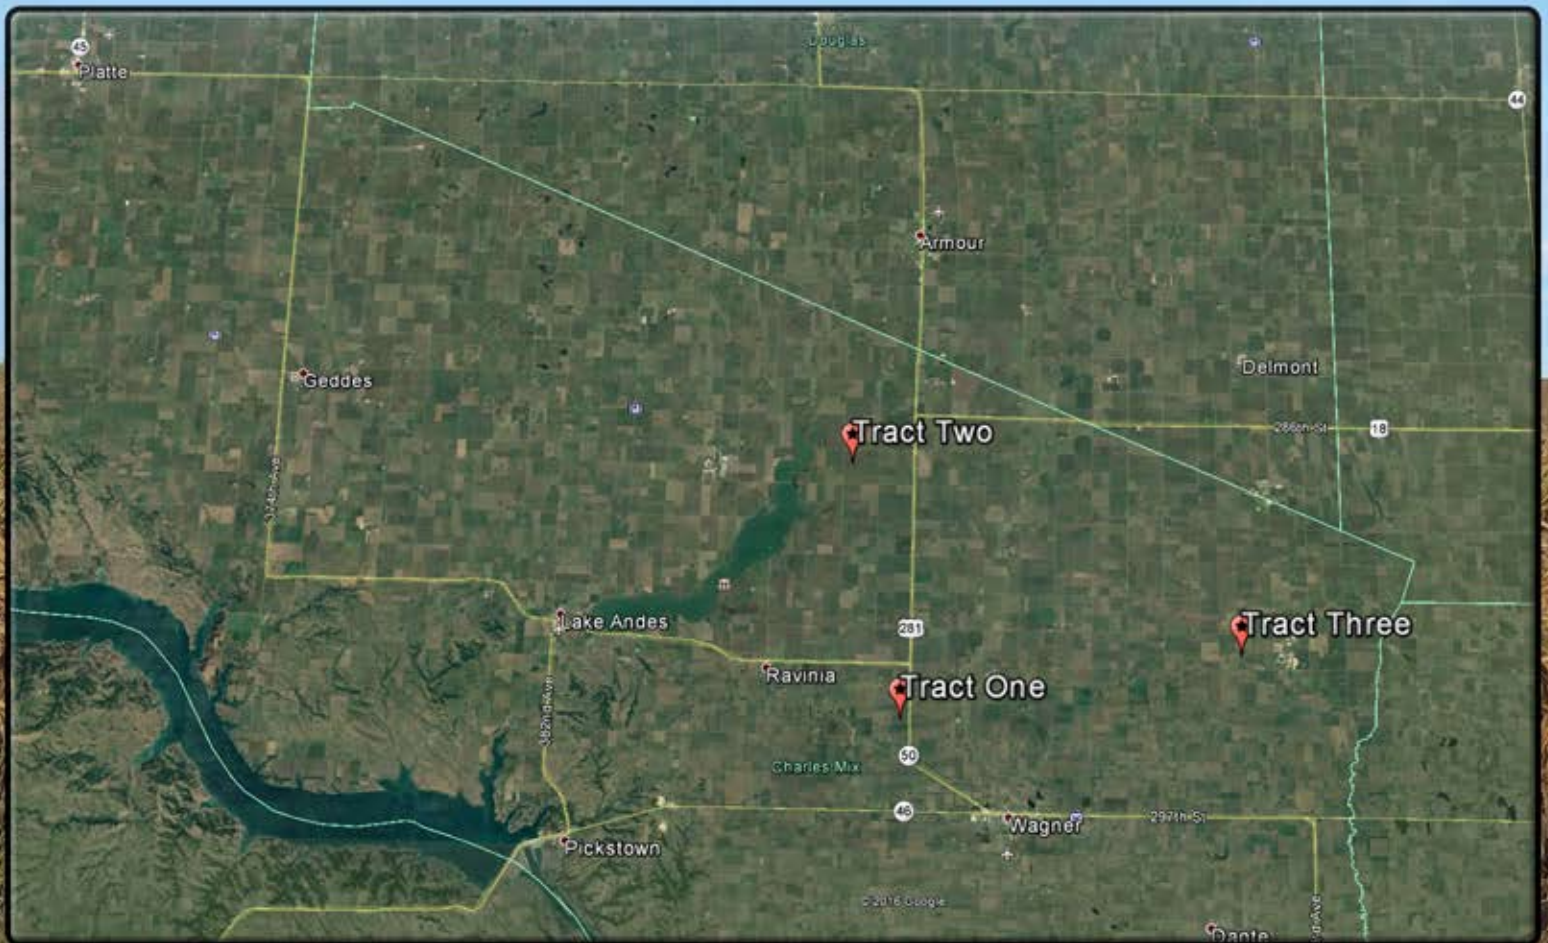 Douglas
45
Platte
44
Armour
Geddes
Delmont
286th St
18
Tract Two
374th Ave
Lake Andes
281
Tract Three
Ravinia
Tract One
382nd Ave
50
Charles Mix
46
Wagner
297th St
Pickstown
© 2016 Google
Dante